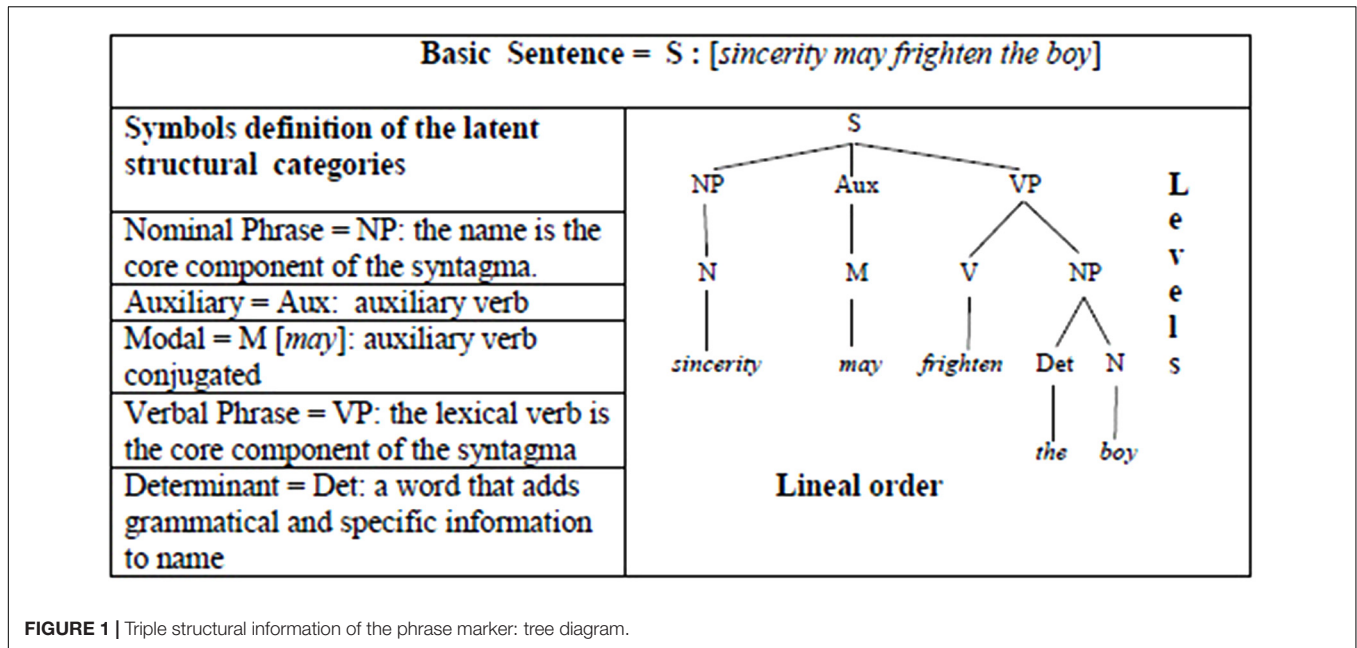 Basic Sentence = S : [sincerity may frighten the boy]
Symbols definition of the latent
structural categories
Nominal Phrase = NP: the name is the
core component of the syntagma.
Auxiliary = Aux: auxiliary verb
Modal = M [may]: auxiliary verb
conjugated
Verbal Phrase = VP: the lexical verb is
the core component of the syntagma
Determinant = Det: a word that adds
grammatical and specific information
to name
S
NP Aux VP
N M V NP
sincerity may frighten Det N
the boy
Lineal order
L
e
v
e
l
s
FIGURE 1 | Triple structural information of the phrase marker: tree diagram.